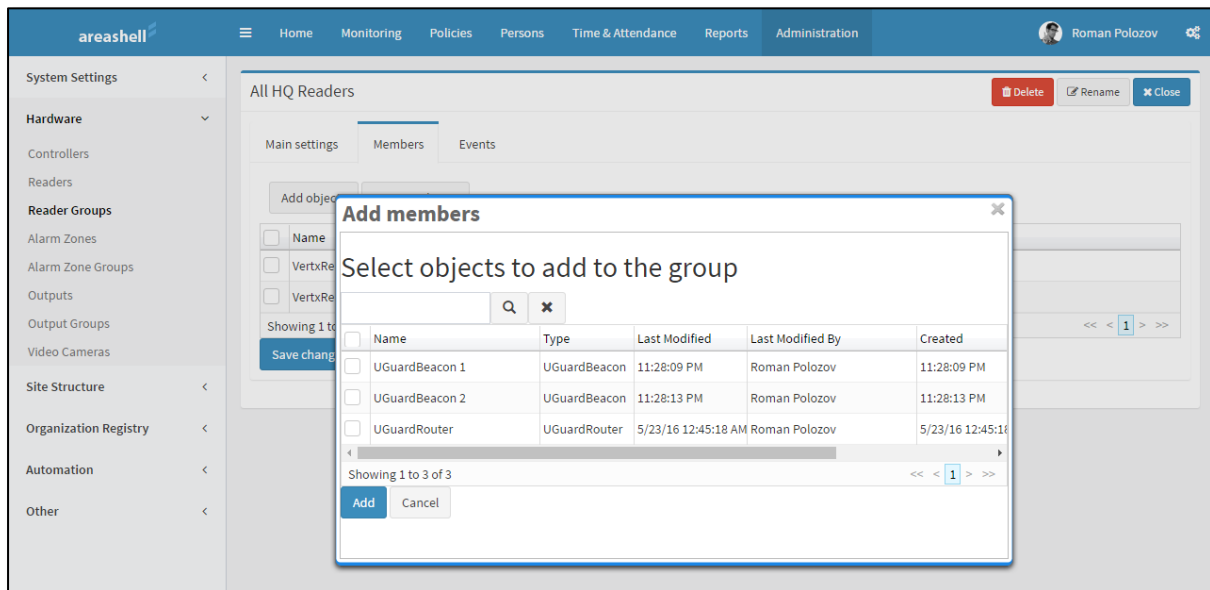 areashell
Home Monitoring Policies Persons Time & Attendance Reports Administration Roman Polozov
System Settings
Hardware
Controllers
Readers
Reader Groups
Alarm Zones
Alarm Zone Groups
Outputs
Output Groups
Video Cameras
Site Structure
Organization Registry
Automation
Other
All HQ Readers Delete Rename Close
Main settings Members Events
Add objec
Name
VertxRe
VertxRe
Showing 1 to
<< < 1 > >>
Save chang
Add members
Select objects to add to the group
Name Type Last Modified Last Modified By Created
UGuardBeacon 1 UGuardBeacon 11:28:09 PM Roman Polozov 11:28:09 PM
UGuardBeacon 2 UGuardBeacon 11:28:13 PM Roman Polozov 11:28:13 PM
UGuardRouter UGuardRouter 5/23/16 12:45:18 AM Roman Polozov 5/23/16 12:45:18
Showing 1 to 3 of 3 << < 1 > >>
Add Cancel